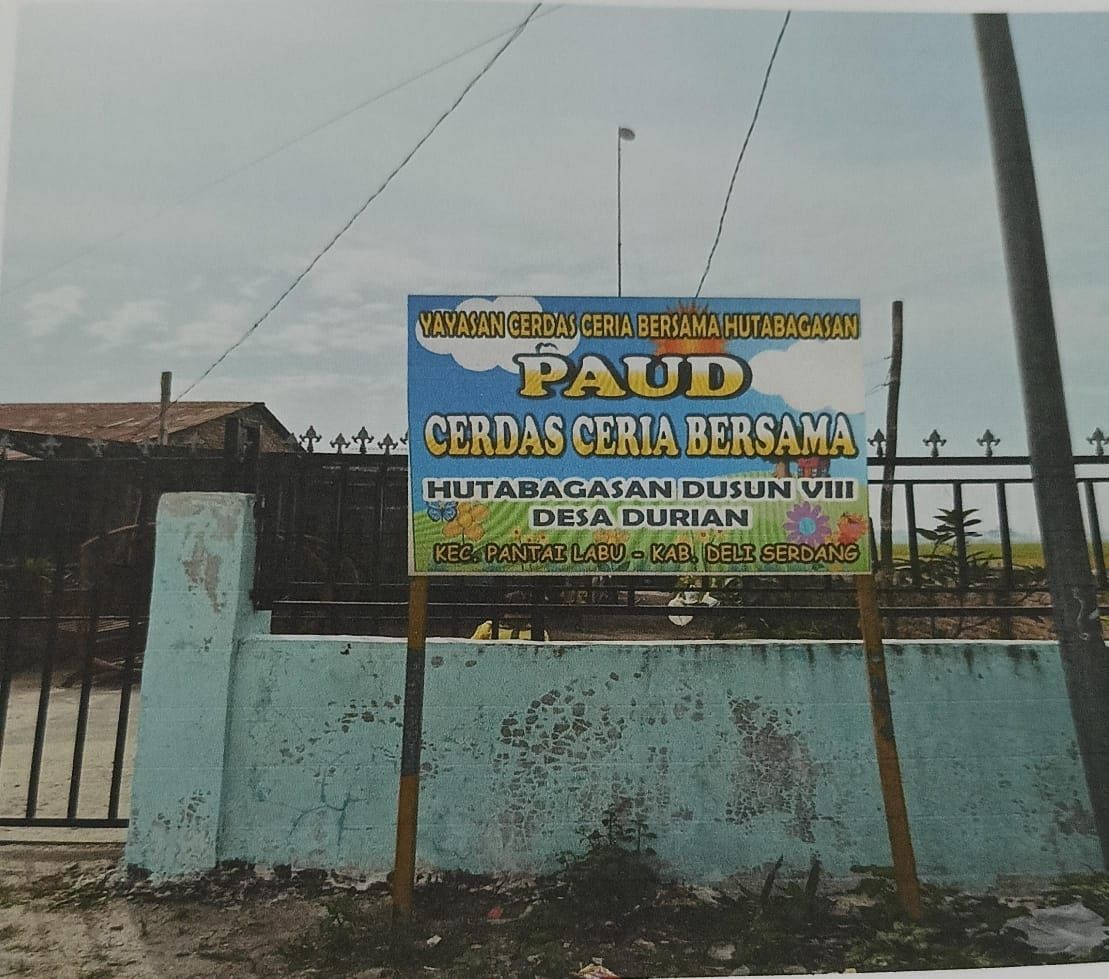 YAYASAN CERDAS CERIA BERSAMA HUTABAGASAN
PAUD
CERDAS CERIA BERSAMA
HUTABAGASAN DUSUN VIII
DESA DURIAN
KEC. PANTAI LABU - KAB. DELI SERDANG